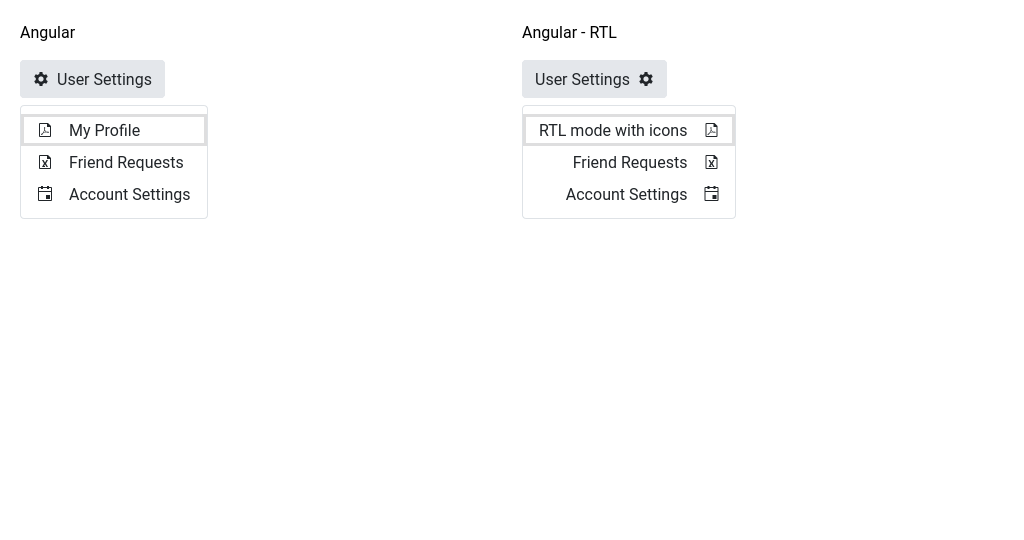 Angular
User Settings
My Profile
Friend Requests
Account Settings
Angular - RTL
User Settings
RTL mode with icons
Friend Requests
Account Settings